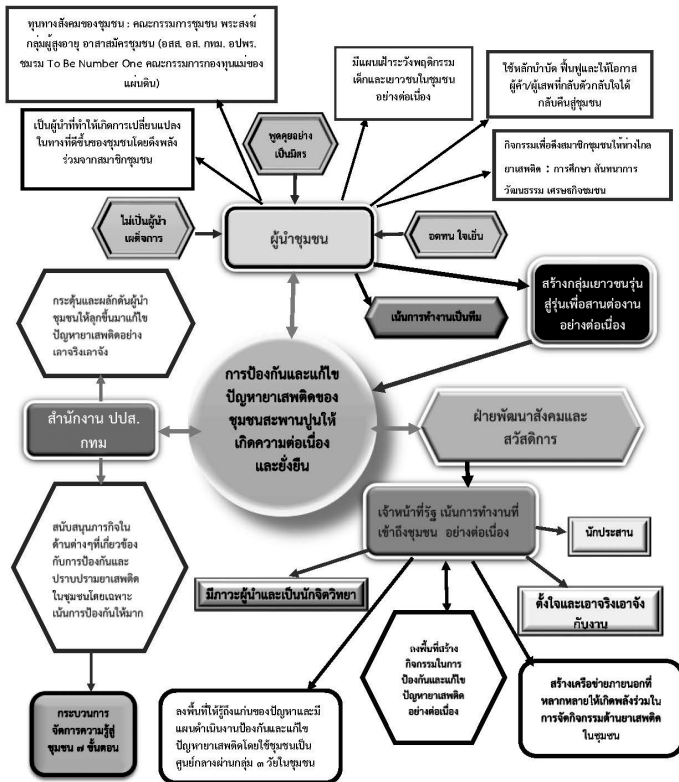 ทุนทางสังคมของชุมชน : คณะกรรมการชุมชน พระสงฆ์
กลุ่มผู้สูงอายุ อาสาสมัครชุมชน (อสส. อส. กทม. อปพร.
ชมรม To Be Number One คณะกรรมการกองทุนแม่ของ
แผ่นดิน)
มีแผนเฝ้าระวังพฤติกรรม
เด็กและเยาวชนในชุมชน
อย่างต่อเนื่อง
ใช้หลักบำบัด ฟื้นฟูและให้โอกาส
ผู้ค้า/ผู้เสพที่กลับตัวกลับใจได้
กลับคืนสู่ชุมชน
เป็นผู้นำที่ทำให้เกิดการเปลี่ยนแปลง
ในทางที่ดีขึ้นของชุมชนโดยดึงพลัง
ร่วมจากสมาชิกชุมชน
พูดคุยอย่าง
เป็นมิตร
กิจกรรมเพื่อดึงสมาชิกชุมชนให้ห่างไกล
ยาเสพติด : การศึกษา สันทนาการ
วัฒนธรรม เศรษฐกิจชุมชน
ไม่เป็นผู้นำ
เผด็จการ
ผู้นำชุมชน
อดทน ใจเย็น
กระตุ้นและผลักดันผู้นำ
ชุมชนให้ลุกขึ้นมาแก้ไข
ปัญหายาเสพติดอย่าง
เอาจริงเอาจัง
เน้นการทำงานเป็นทีม
สร้างกลุ่มเยาวชนรุ่น
สู่รุ่นเพื่อสานต่องาน
อย่างต่อเนื่อง
การป้องกันและแก้ไข
ปัญหายาเสพติดของ
ชุมชนสะพานปูนให้
เกิดความต่อเนื่อง
และยั่งยืน
สำนักงาน ปปส.
กทม
ฝ่ายพัฒนาสังคมและ
สวัสดิการ
สนับสนุนภารกิจใน
ด้านต่างๆที่เกี่ยวข้อง
กับการป้องกันและ
ปราบปรามยาเสพติด
ในชุมชนโดยเฉพาะ
เน้นการป้องกันให้มาก
เจ้าหน้าที่รัฐ เน้นการทำงานที่
เข้าถึงชุมชน อย่างต่อเนื่อง
นักประสาน
มีภาวะผู้นำและเป็นนักจิตวิทยา
ตั้งใจและเอาจริงเอาจัง
กับงาน
ลงพื้นที่สร้าง
กิจกรรมในการ
ป้องกันและแก้ไข
ปัญหายาเสพติด
อย่างต่อเนื่อง
กระบวนการ
จัดการความรู้สู่
ชุมชน ๗ ขั้นตอน
ลงพื้นที่ให้รู้ถึงแก่นของปัญหาและมี
แผนดำเนินงานป้องกันและแก้ไข
ปัญหายาเสพติดโดยใช้ชุมชนเป็น
ศูนย์กลางผ่านกลุ่ม ๓ วัยในชุมชน
สร้างเครือข่ายภายนอกที่
หลากหลายให้เกิดพลังร่วมใน
การจัดกิจกรรมด้านยาเสพติด
ในชุมชน